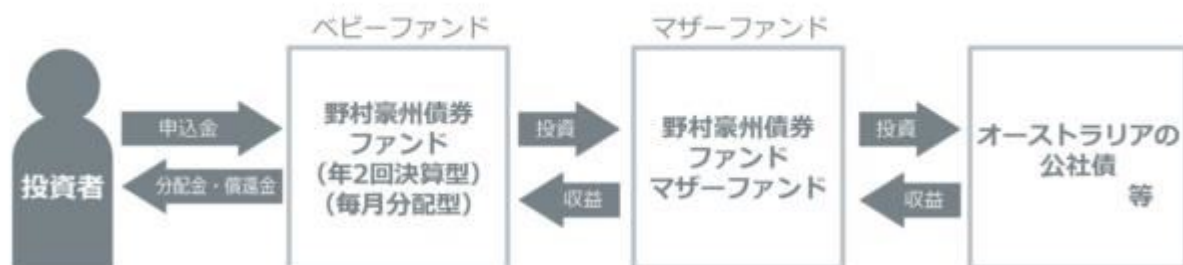 ベビーファンド
マザーファンド
投資者
申込金
分配金・償還金
野村豪州債券
ファンド
（年2回決算型）
（毎月分配型）
投資
収益
野村豪州債券
ファンド
マザーファンド
投資
収益
オーストラリアの
公社債
等